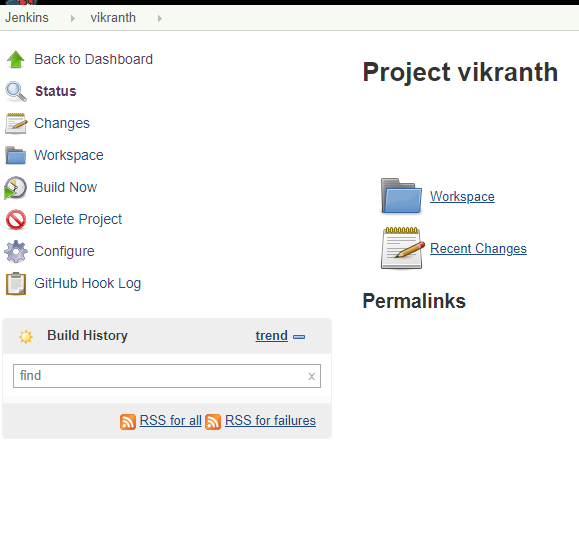 Jenkins vikranth
Back to Dashboard
Status
Changes
Workspace
Build Now
Delete Project
Configure
GitHub Hook Log
Build History trend
find x
RSS for all RSS for failures
Project vikranth
Workspace
Recent Changes
Permalinks